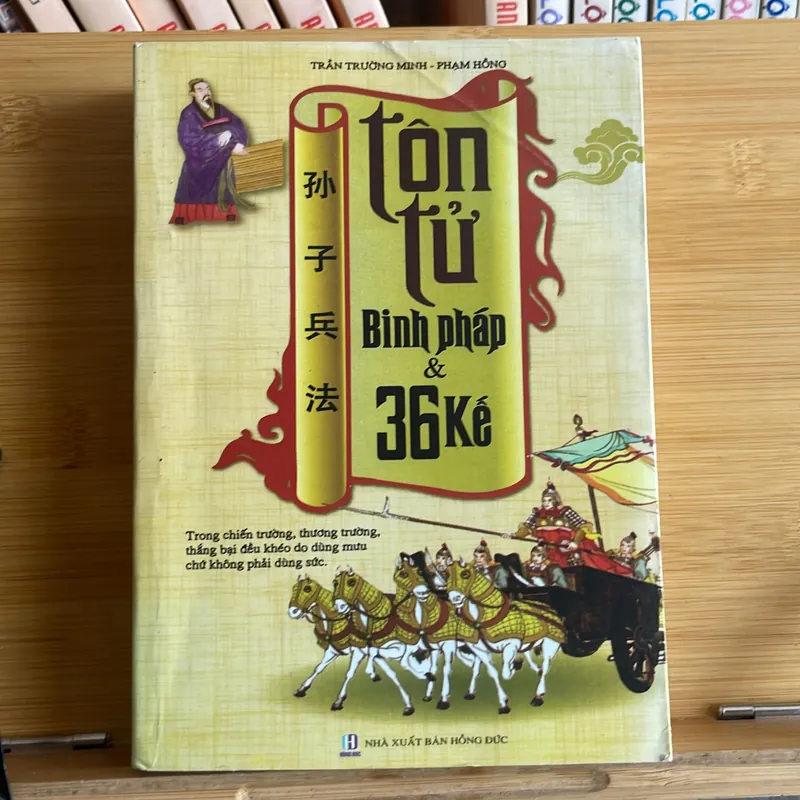 TRẦN TRƯỜNG MINH - PHẠM HỒNG
孙子兵法
Tôn
Tử
Binh pháp
&
36 Kế
Trong chiến trường, thương trường,
thắng bại đều khéo do dùng mưu
chứ không phải dùng sức.
NHÀ XUẤT BẢN HỒNG ĐỨC